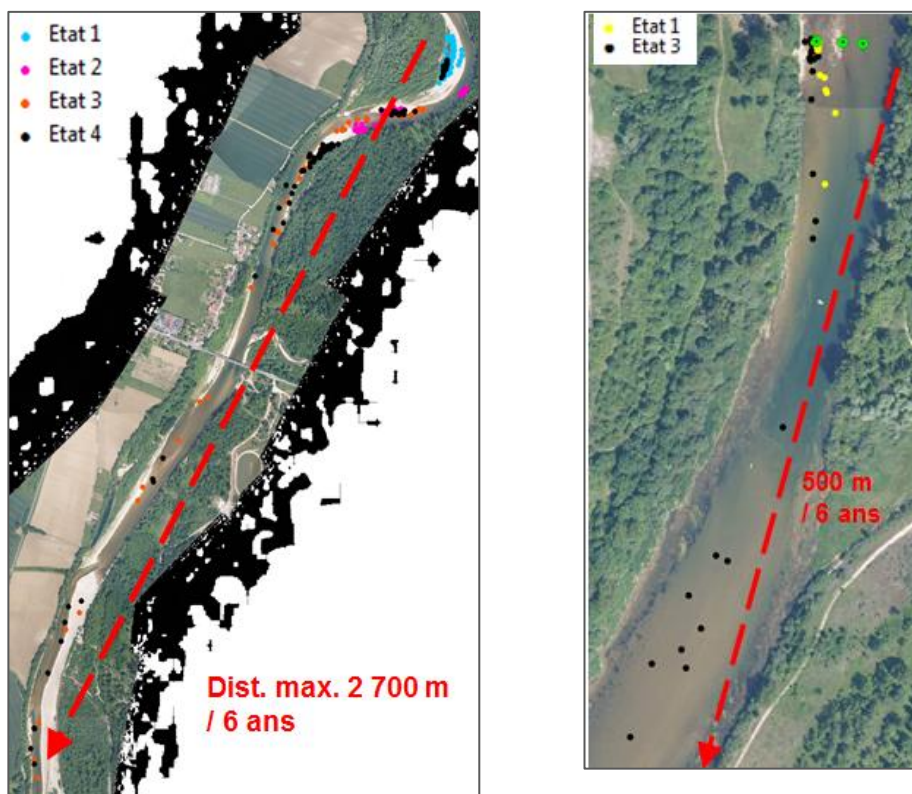 Etat 1
Etat 2
Etat 3
Etat 4
Dist. max. 2 700 m
/ 6 ans
Etat 1
Etat 3
500 m
/ 6 ans